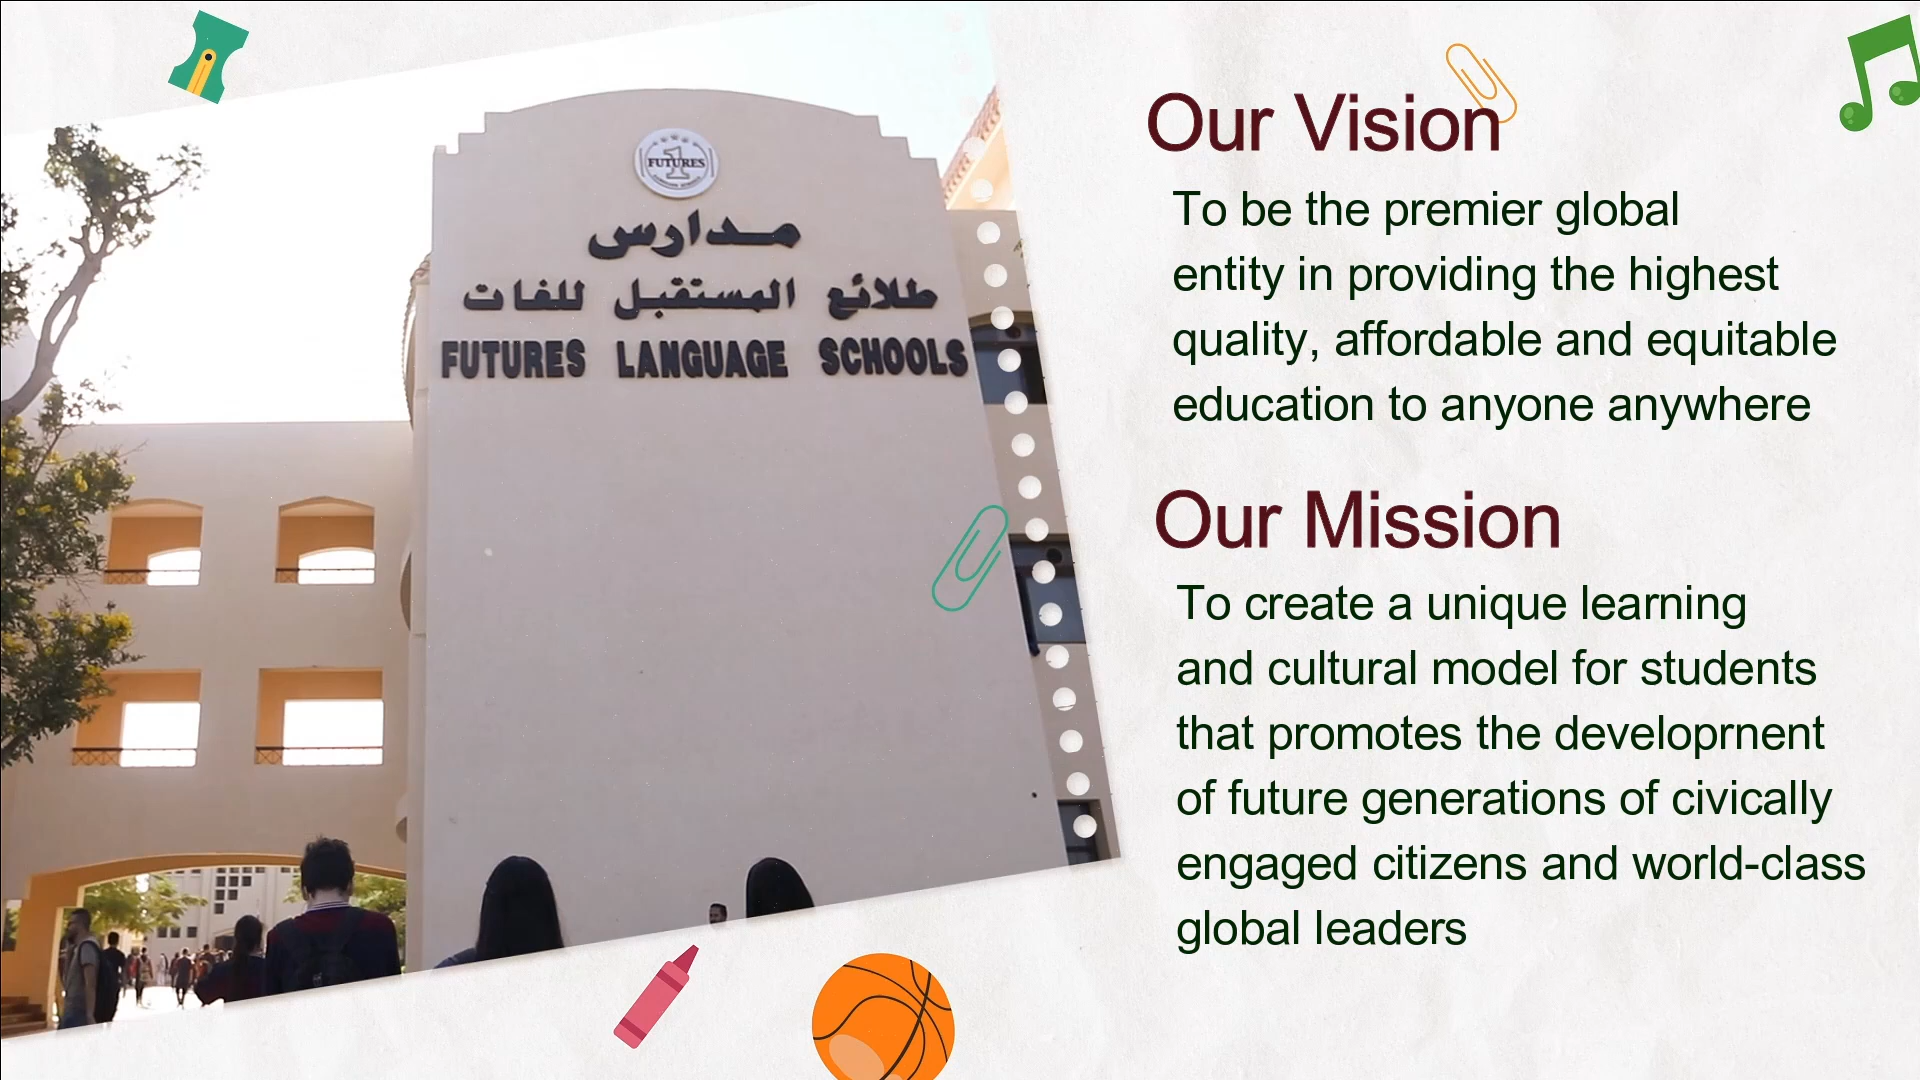 FUTURES
1
مدارس
طلائع المستقبل للغات
FUTURES LANGUAGE SCHOOLS
Our Vision
To be the premier global
entity in providing the highest
quality, affordable and equitable
education to anyone anywhere
Our Mission
To create a unique learning
and cultural model for students
that promotes the developrnent
of future generations of civically
engaged citizens and world-class
global leaders